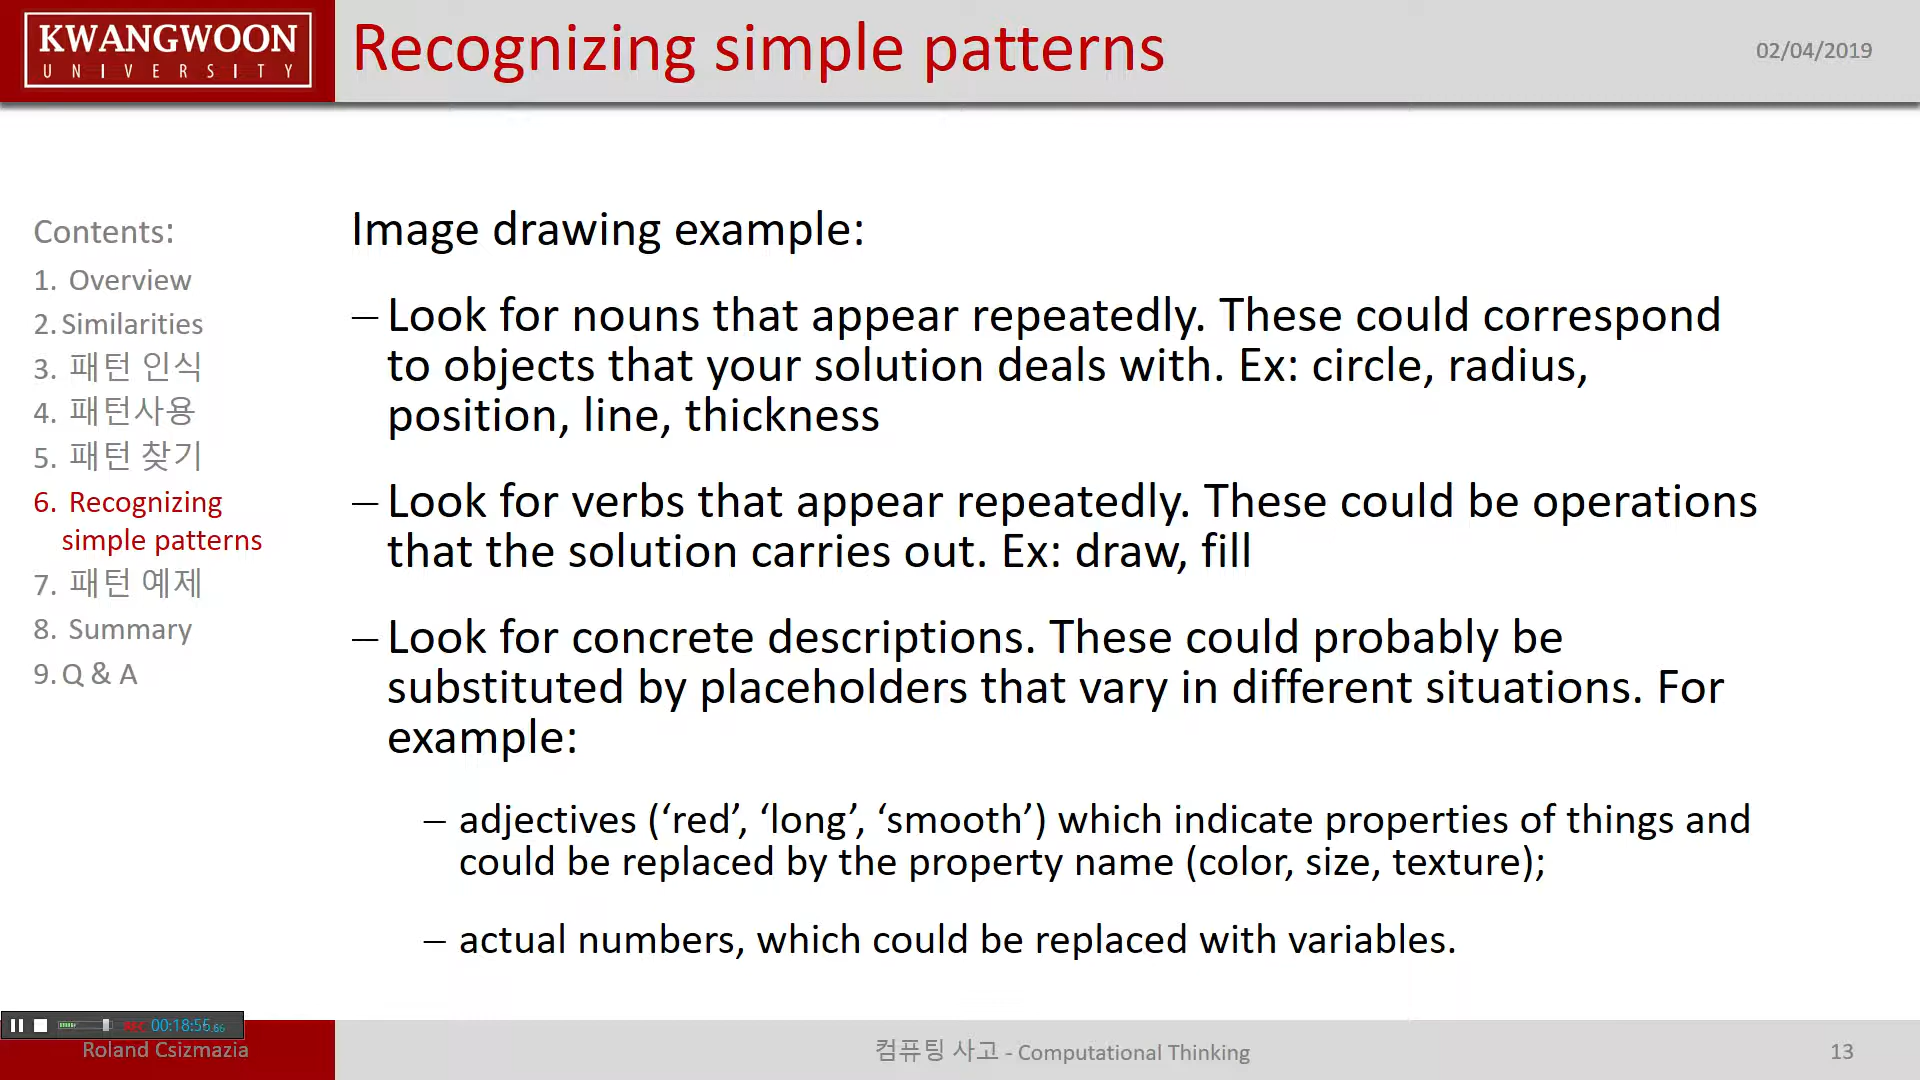 KWANGWOON
UNIVERSITY
Recognizing simple patterns
02/04/2019
Contents:
1. Overview
2. Similarities
3. 패턴 인식
4. 패턴사용
5. 패턴 찾기
6. Recognizing
simple patterns
7. 패턴 예제
8. Summary
9. Q & A
Image drawing example:
– Look for nouns that appear repeatedly. These could correspond
to objects that your solution deals with. Ex: circle, radius,
position, line, thickness
– Look for verbs that appear repeatedly. These could be operations
that the solution carries out. Ex: draw, fill
– Look for concrete descriptions. These could probably be
substituted by placeholders that vary in different situations. For
example:
– adjectives (‘red’, ‘long’, ‘smooth’) which indicate properties of things and
could be replaced by the property name (color, size, texture);
– actual numbers, which could be replaced with variables.
REC 00:18:55.66
Roland Csizmazia
컴퓨팅 사고 - Computational Thinking
13